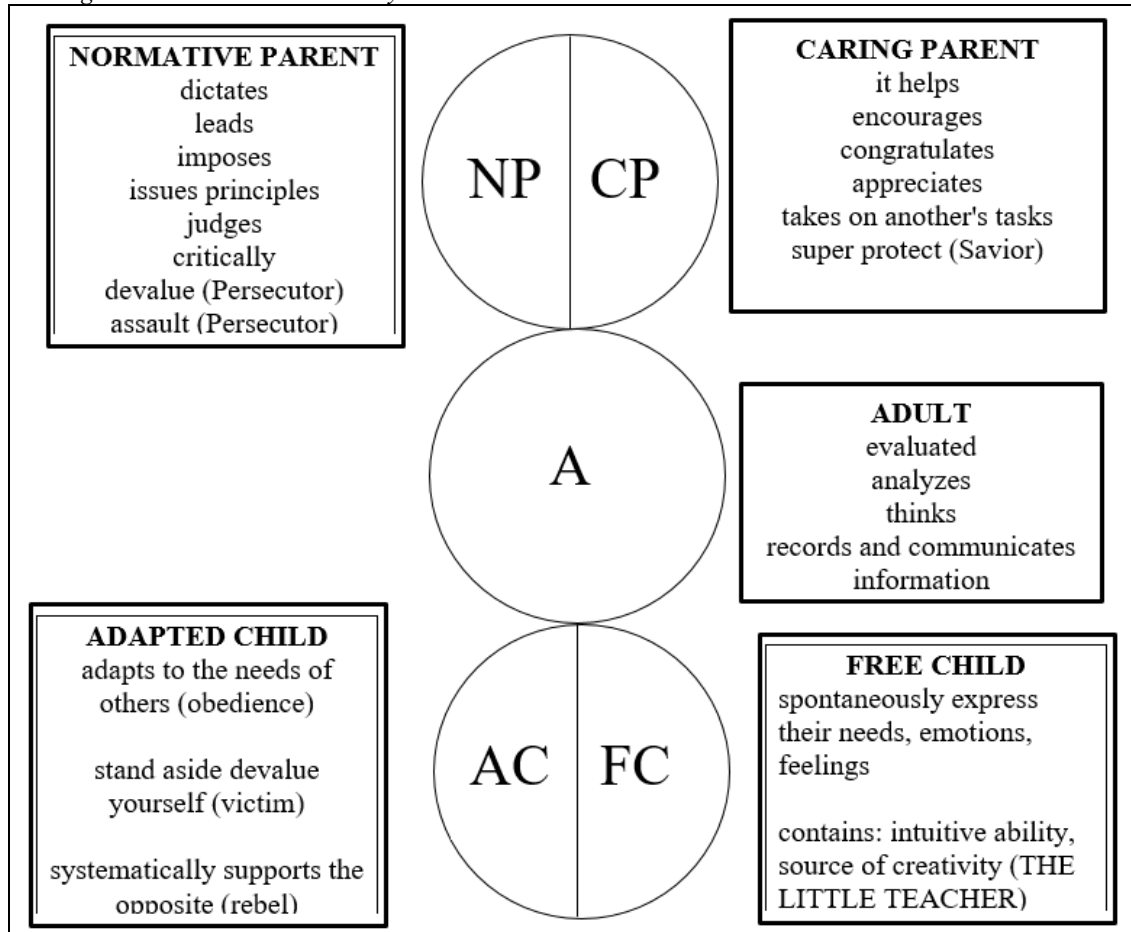 NORMATIVE PARENT
dictates
leads
imposes
issues principles
judges
critically
devalue (Persecutor)
assault (Persecutor)
NP
CP
CARING PARENT
it helps
encourages
congratulates
appreciates
takes on another's tasks
super protect (Savior)
A
ADULT
evaluated
analyzes
thinks
records and communicates
information
ADAPTED CHILD
adapts to the needs of
others (obedience)
stand aside devalue
yourself (victim)
systematically supports the
opposite (rebel)
AC
FC
FREE CHILD
spontaneously express
their needs, emotions,
feelings
contains: intuitive ability,
source of creativity (THE
LITTLE TEACHER)